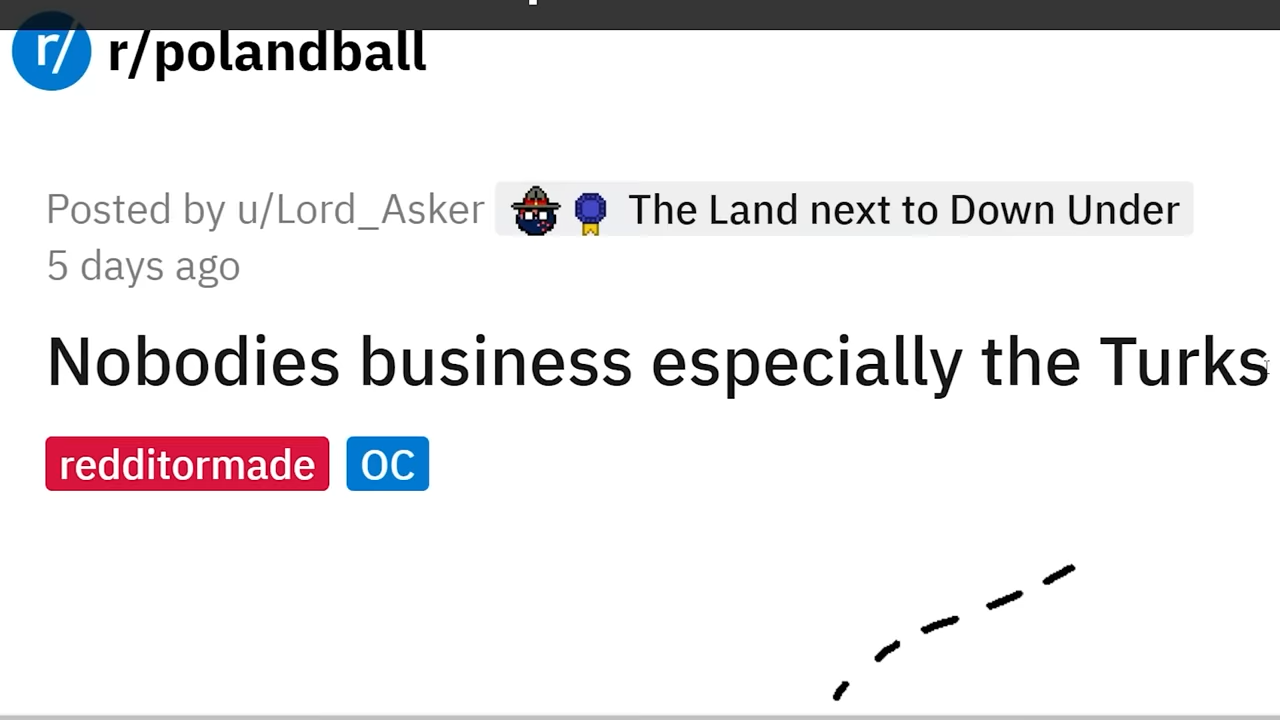 r/ r/polandball
Posted by u/Lord_Asker The Land next to Down Under
5 days ago
Nobodies business especially the Turks
redditormade OC